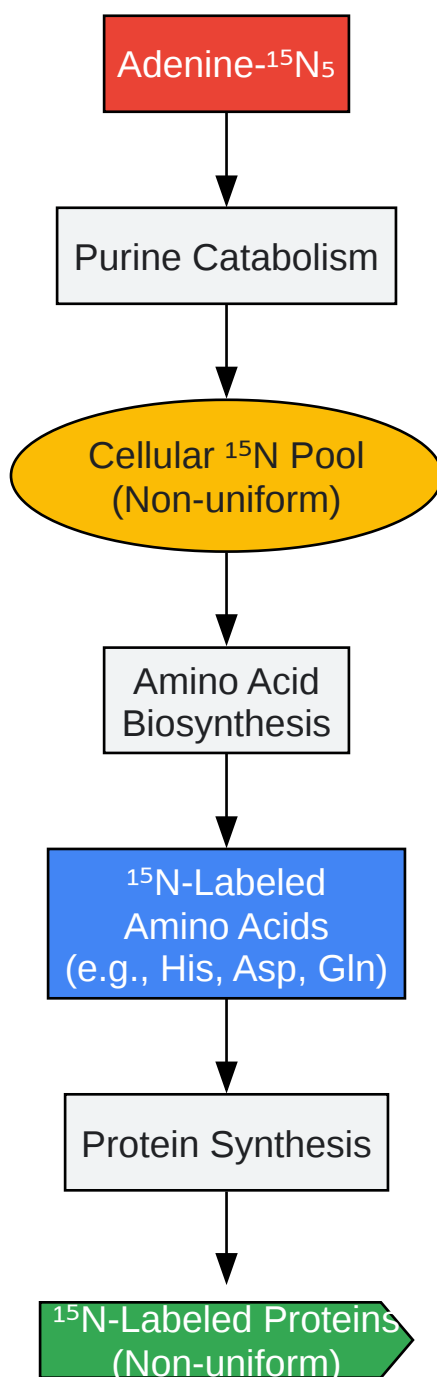 Adenine-¹⁵N₅
Purine Catabolism
Cellular ¹⁵N Pool
(Non-uniform)
Amino Acid
Biosynthesis
¹⁵N-Labeled
Amino Acids
(e.g., His, Asp, Gln)
Protein Synthesis
¹⁵N-Labeled Proteins
(Non-uniform)